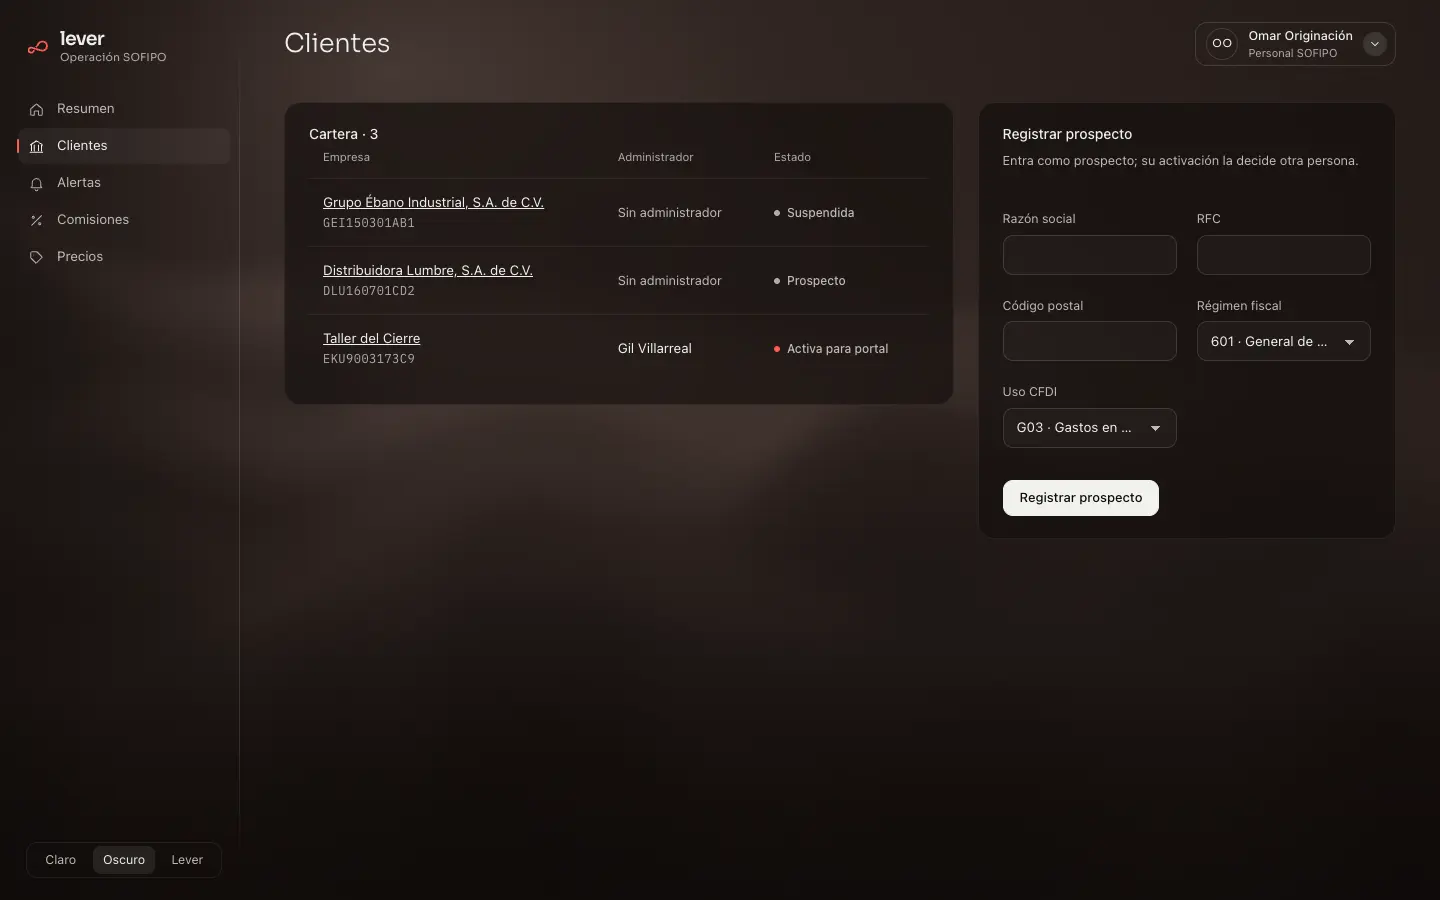 lever
Operación SOFIPO
Resumen
Clientes
Alertas
Comisiones
Precios
Claro Oscuro Lever
Clientes
OO
Omar Originación
Personal SOFIPO
Cartera · 3
Empresa Administrador Estado
Grupo Ébano Industrial, S.A. de C.V.
GEI150301AB1
Sin administrador
Suspendida
Distribuidora Lumbre, S.A. de C.V.
DLU160701CD2
Sin administrador
Prospecto
Taller del Cierre
EKU9003173C9
Gil Villarreal
Activa para portal
Registrar prospecto
Entra como prospecto; su activación la decide otra persona.
Razón social RFC
Código postal Régimen fiscal
601 · General de ...
Uso CFDI
G03 · Gastos en ...
Registrar prospecto